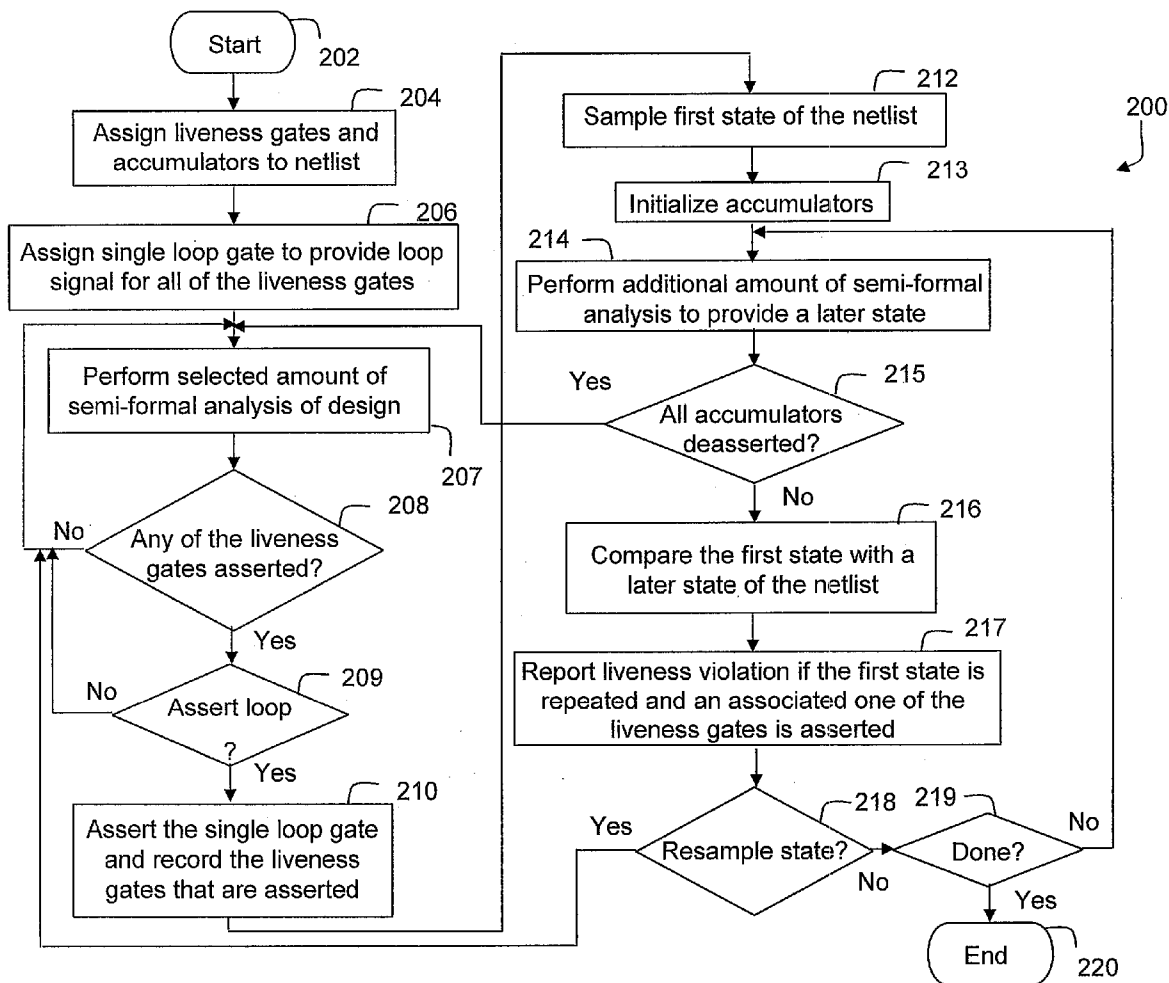 Start
202
204
Assign liveness gates and
accumulators to netlist
206
Assign single loop gate to provide loop
signal for all of the liveness gates
Perform selected amount of
semi-formal analysis of design
207
208
No
Any of the liveness
gates asserted?
Yes
209
No
Assert loop
?
Yes
210
Assert the single loop gate
and record the liveness
gates that are asserted
212
Sample first state of the netlist
200
213
Initialize accumulators
214
Perform additional amount of semi-formal
analysis to provide a later state
Yes
215
All accumulators
deasserted?
No
216
Compare the first state with a
later state of the netlist
217
Report liveness violation if the first state is
repeated and an associated one of the
liveness gates is asserted
Yes
218
Resample state?
No
219
Done?
No
Yes
End
220